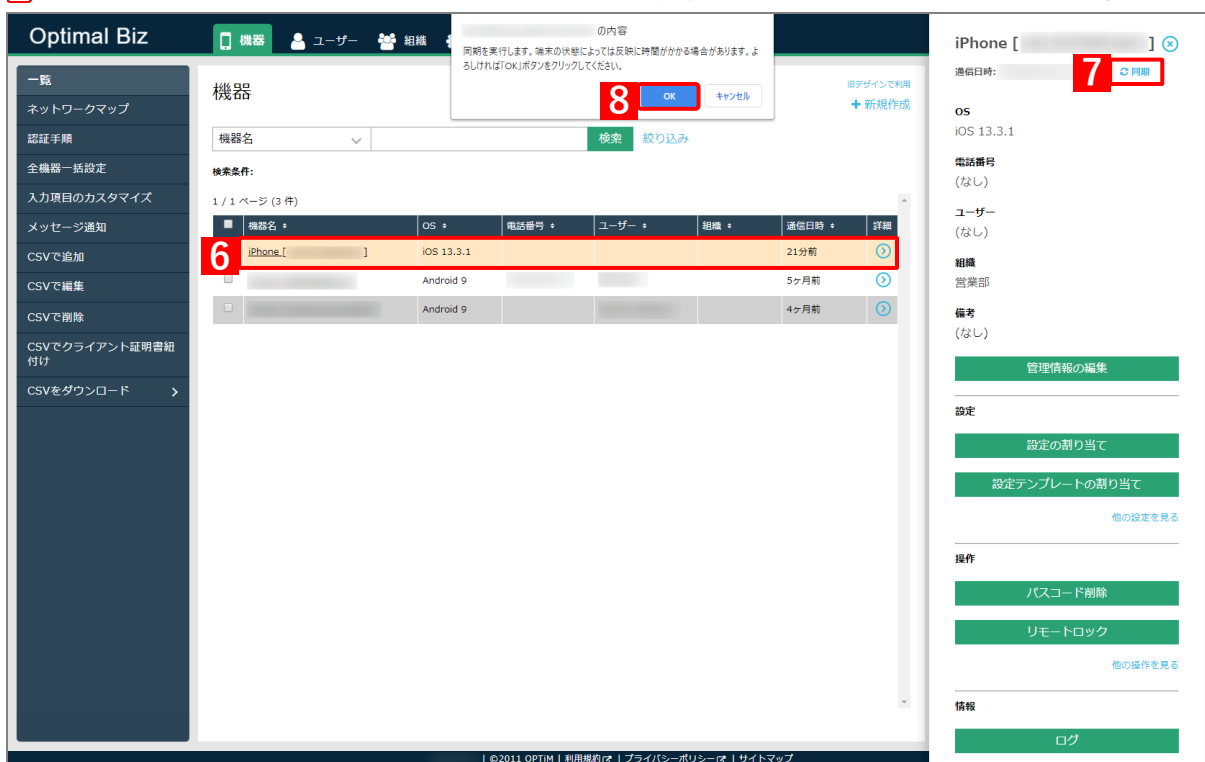 Optimal Biz
機器
ユーザー
組織
の内容
同期を実行します。端末の状態によっては反映に時間がかかる場合があります。よ
ろしければ「OK」ボタンをクリックしてください。
8
OK
キャンセル
一覧
ネットワークマップ
認証手順
全機器一括設定
入力項目のカスタマイズ
メッセージ通知
CSVで追加
CSVで編集
CSVで削除
CSVでクライアント証明書紐
付け
CSVをダウンロード
機器
旧デザインで利用
新規作成
機器名
検索
絞り込み
検索条件:
1 / 1 ページ (3 件)
機器名 OS 電話番号 ユーザー 組織 通信日時 詳細
6
iPhone [ ] iOS 13.3.1 21分前
Android 9 5ヶ月前
Android 9 4ヶ月前
iPhone [ ]
通信日時:
7
同期
OS
iOS 13.3.1
電話番号
(なし)
ユーザー
(なし)
組織
営業部
備考
(なし)
管理情報の編集
設定
設定の割り当て
設定テンプレートの割り当て
他の設定を見る
操作
パスコード削除
リモートロック
他の操作を見る
情報
ログ
| ©2011 OPTiM | 利用規約 | プライバシーポリシー | サイトマップ